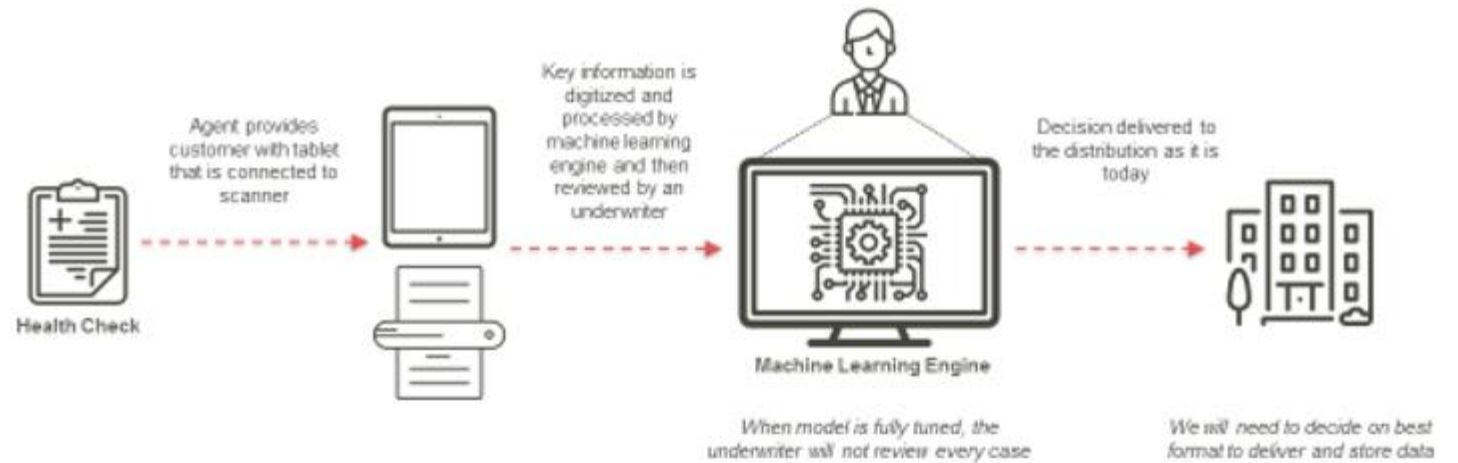 Agent provides
customer with tablet
that is connected to
scanner
Health Check
Key information is
digitized and
processed by
machine learning
engine and then
reviewed by an
underwriter
Machine Learning Engine
When model is fully tuned, the
underwriter will not review every case
Decision delivered to
the distribution as it is
today
We will need to decide on best
format to deliver and store data